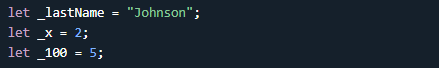 let _lastName = "Johnson";
let _x = 2;
let _100 = 5;